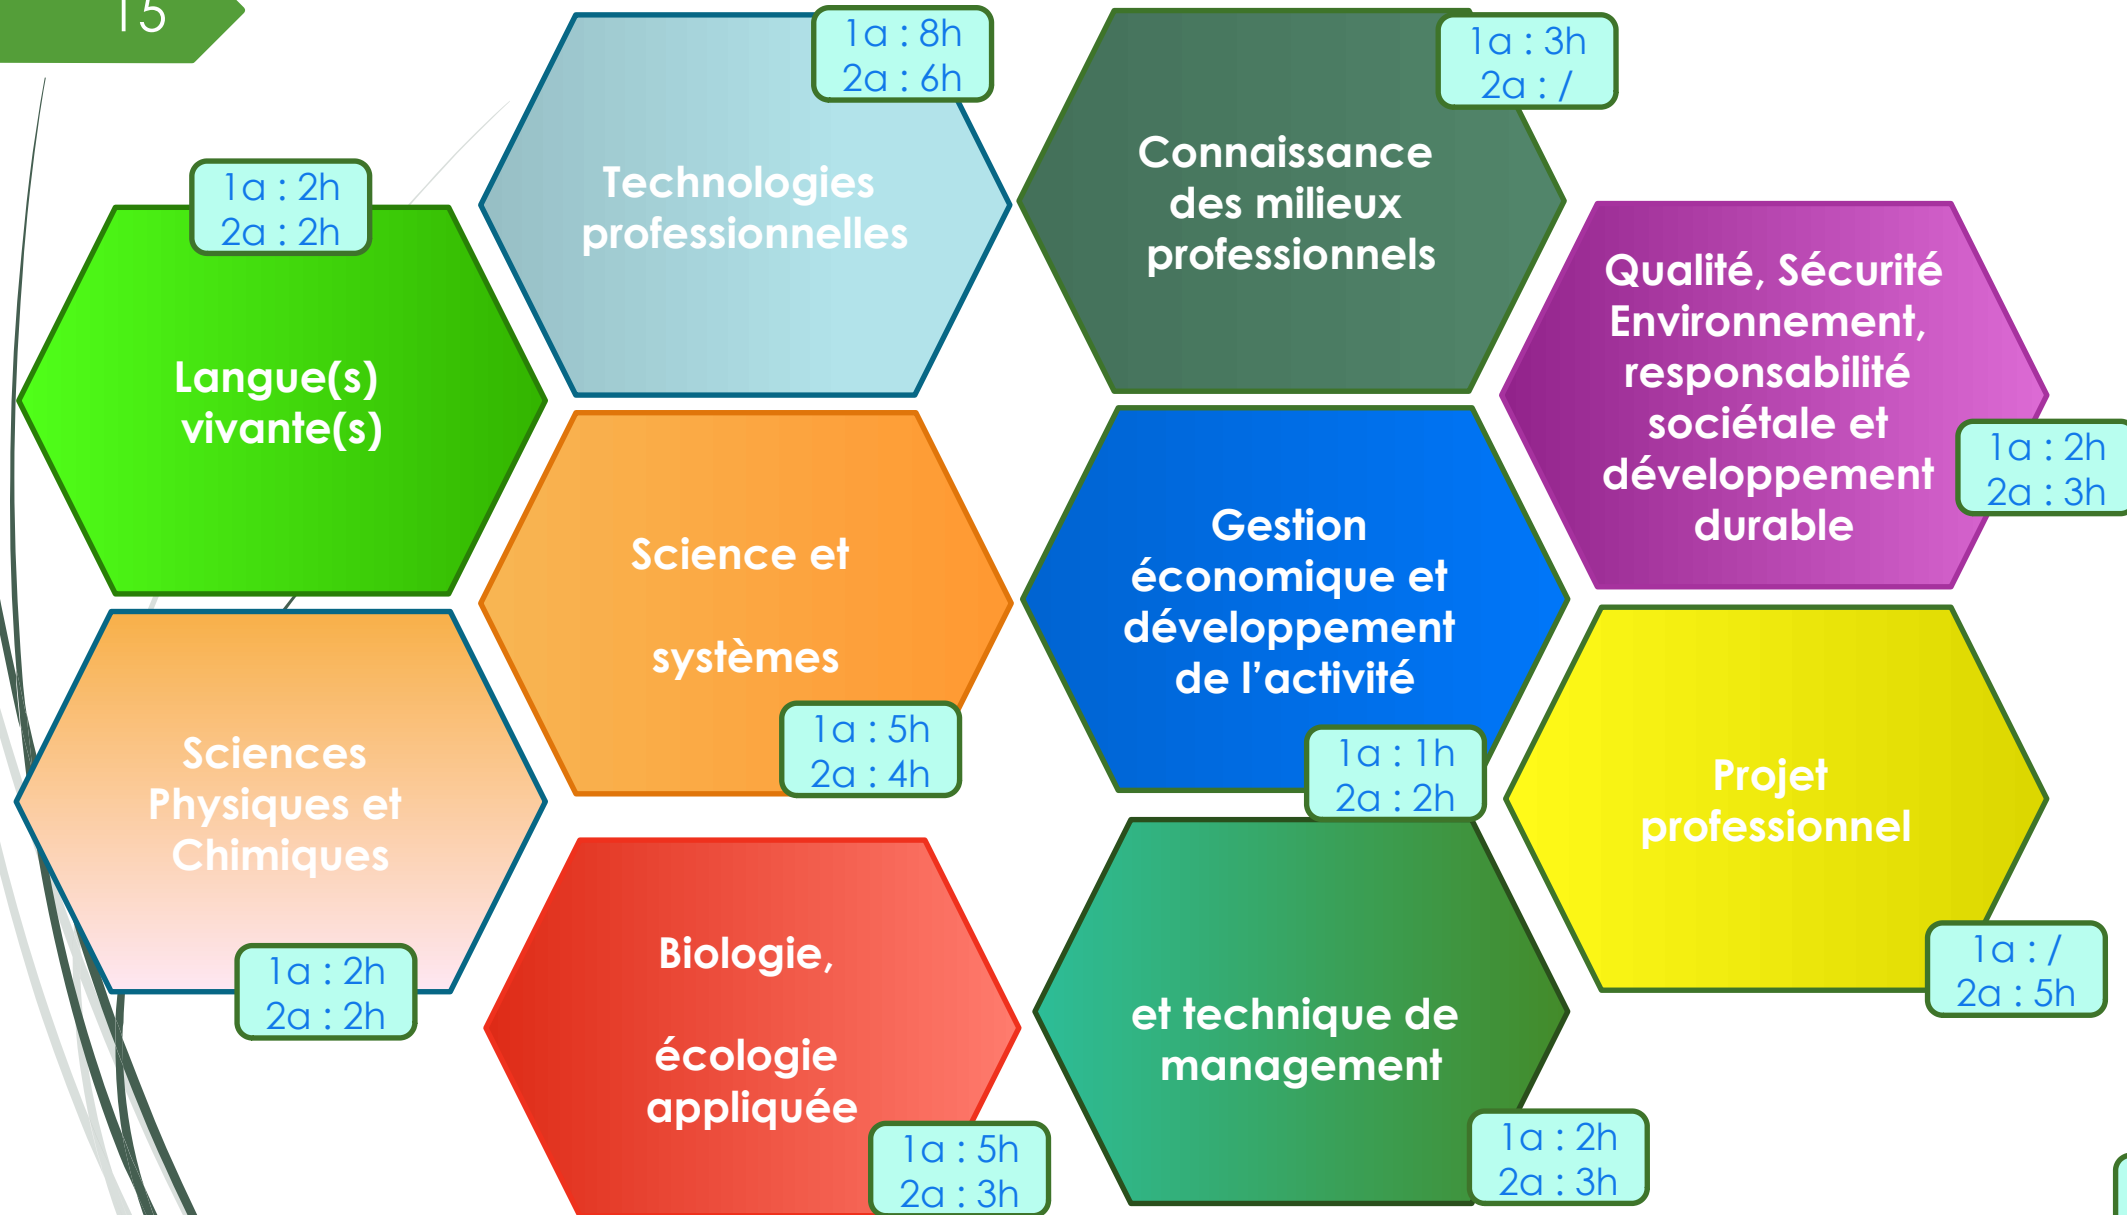 15
1a : 8h
2a : 6h
Technologies
professionnelles
1a : 3h
2a : /
Connaissance
des milieux
professionnels
1a : 2h
2a : 2h
Langue(s)
vivante(s)
Qualité, Sécurité
Environnement,
responsabilité
sociétale et
développement
durable
1a : 2h
2a : 3h
Science et
systèmes
1a : 5h
2a : 4h
Gestion
économique et
développement
de l’activité
1a : 1h
2a : 2h
Sciences
Physiques et
Chimiques
1a : 2h
2a : 2h
Projet
professionnel
1a : /
2a : 5h
Biologie,
écologie
appliquée
1a : 5h
2a : 3h
et technique de
management
1a : 2h
2a : 3h